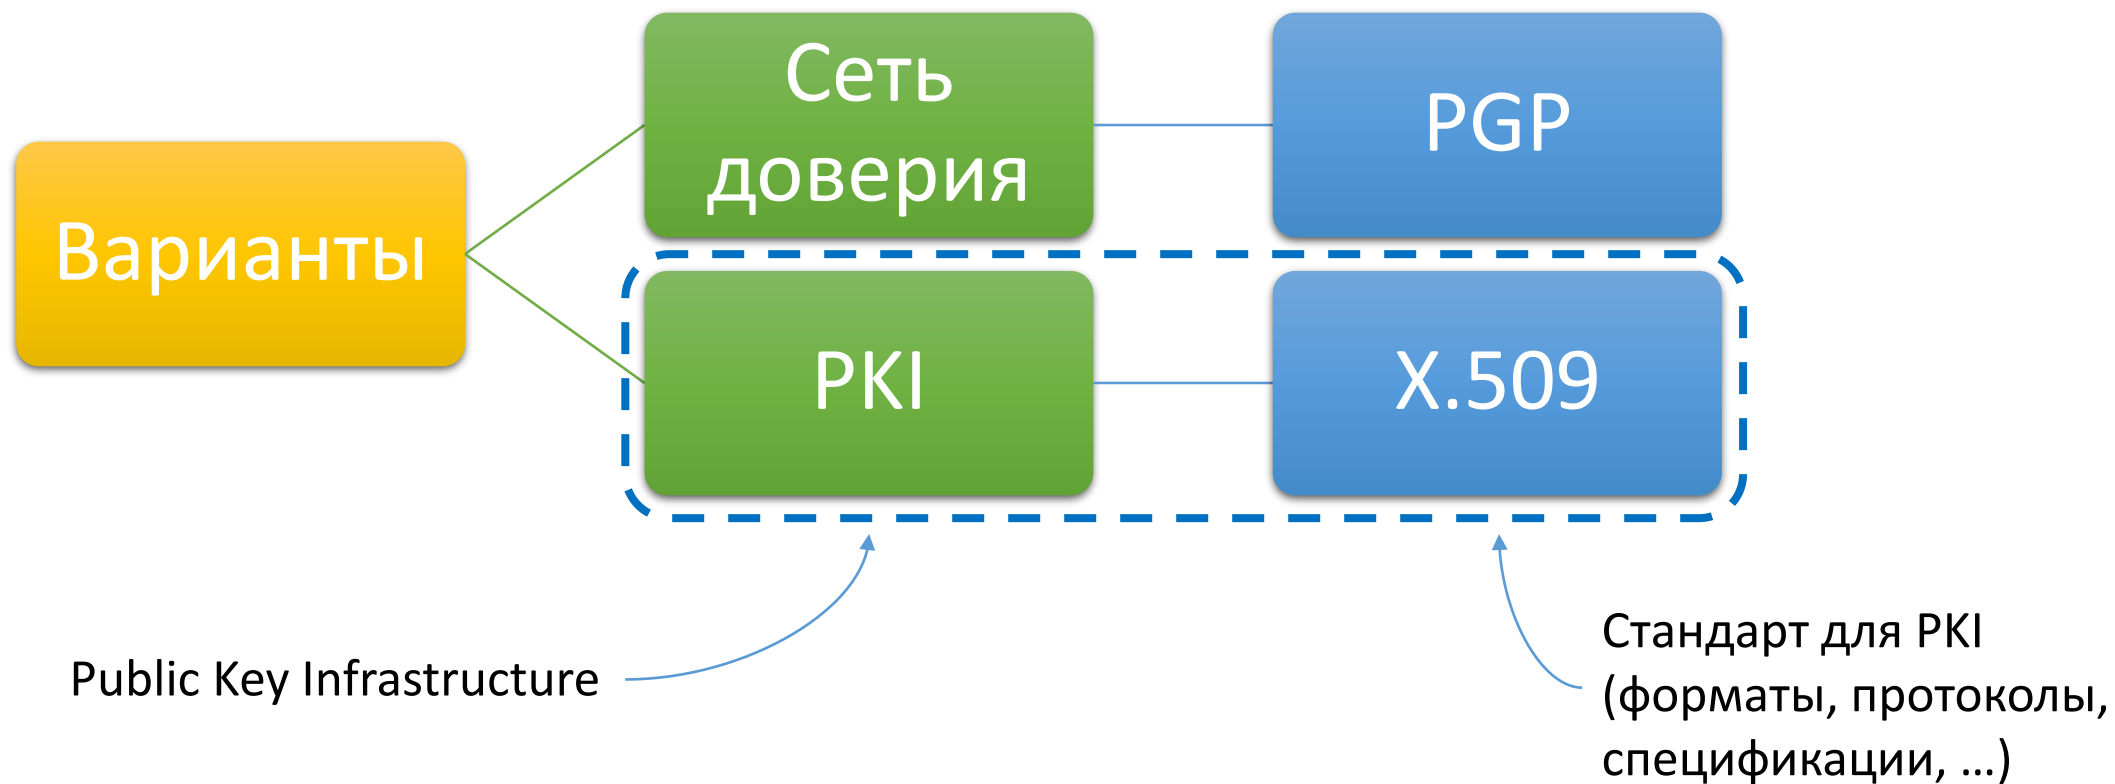 Варианты
Сеть
доверия
PGP
PKI
X.509
Public Key Infrastructure
Стандарт для PKI
(форматы, протоколы,
спецификации, …)